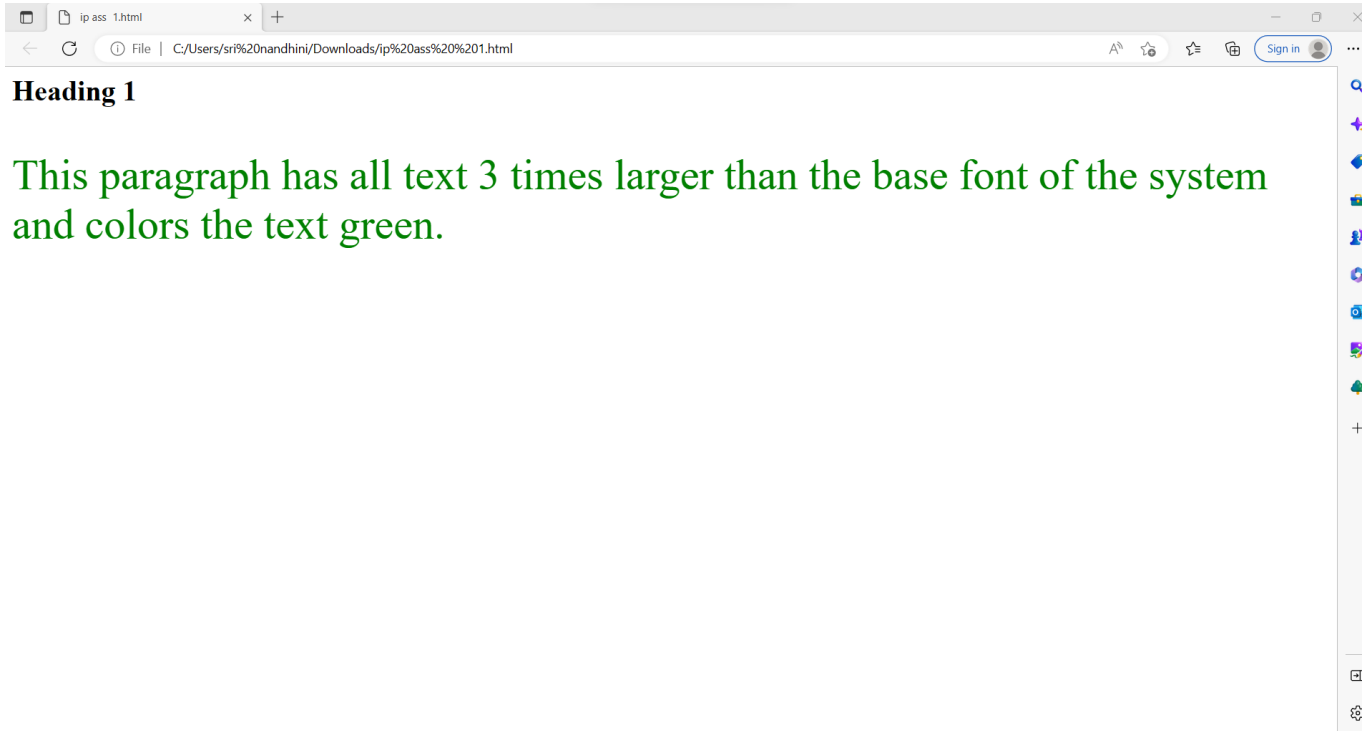 ip ass 1.html
File | C:/Users/sri%20nandhini/Downloads/ip%20ass%20%201.html
Sign in
Heading 1
This paragraph has all text 3 times larger than the base font of the system
and colors the text green.